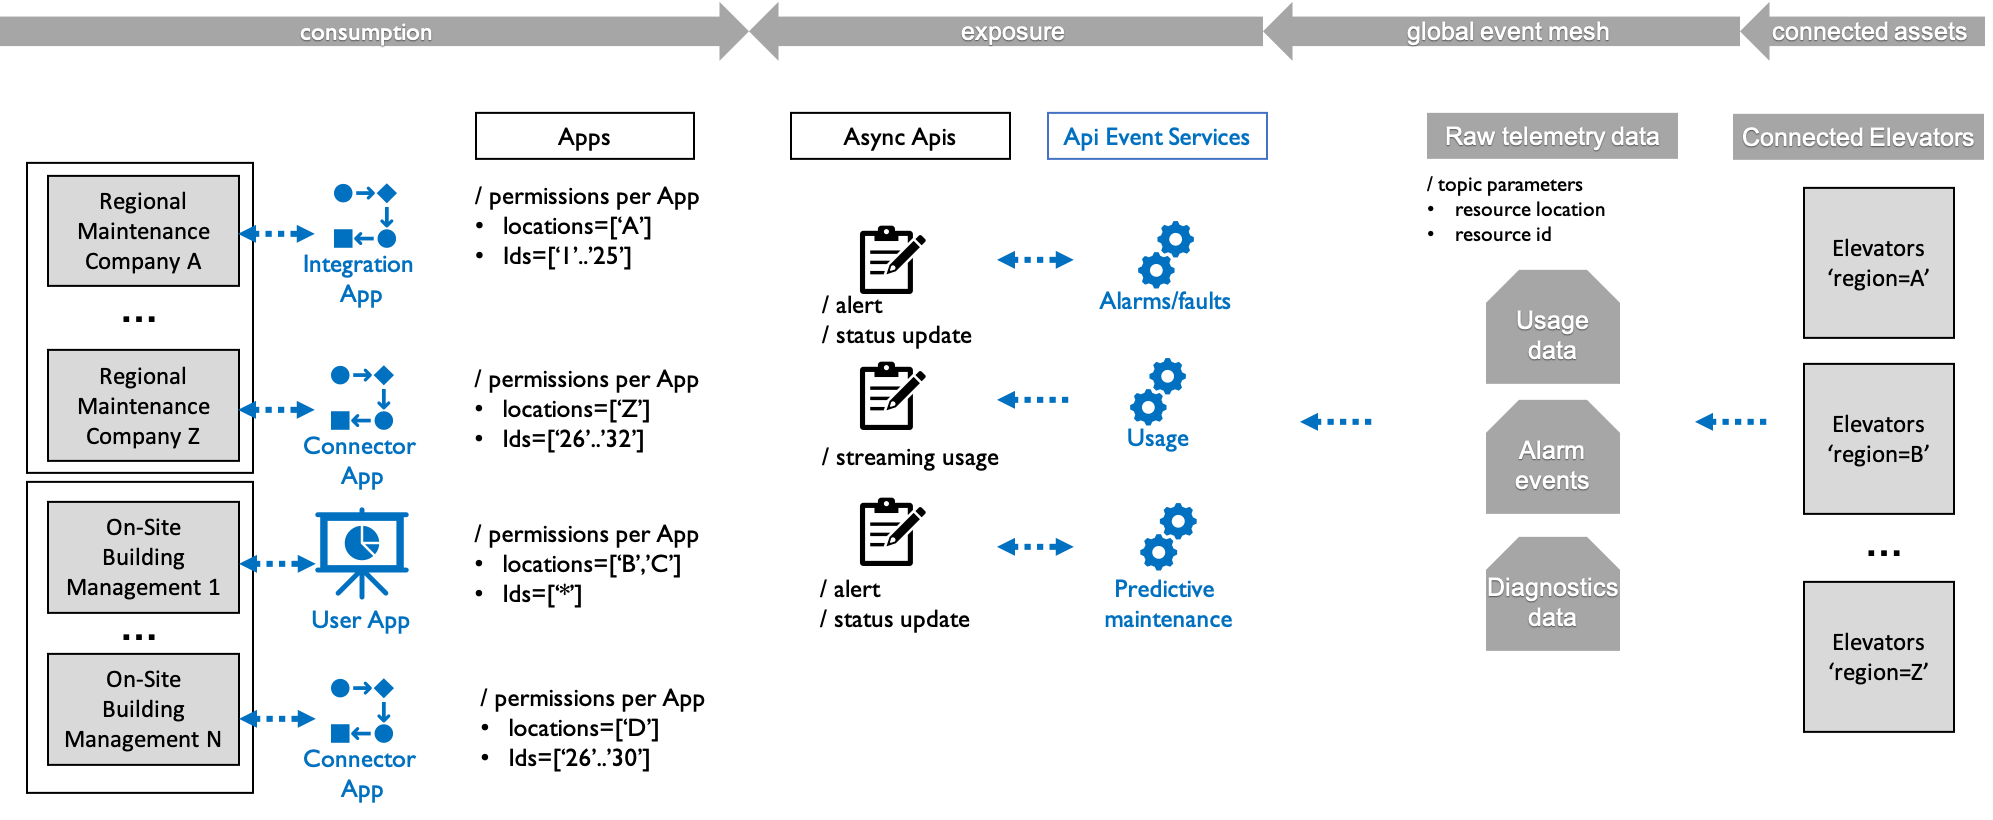 consumption
exposure
global event mesh
connected assets
Apps
Async Apis
Api Event Services
Raw telemetry data
Connected Elevators
Regional
Maintenance
Company A
...
Regional
Maintenance
Company Z
On-Site
Building
Management 1
...
On-Site
Building
Management N
Integration
App
Connector
App
User App
Connector
App
/ permissions per App
• locations=[‘A’]
• Ids=[‘1’..’25’]
/ permissions per App
• locations=[‘Z’]
• Ids=[‘26’..’32’]
/ permissions per App
• locations=[‘B’,’C’]
• Ids=[‘*’]
/ permissions per App
• locations=[‘D’]
• Ids=[‘26’..’30’]
/ alert
/ status update
/ streaming usage
/ alert
/ status update
Alarms/faults
Usage
Predictive
maintenance
/ topic parameters
• resource location
• resource id
Usage
data
Alarm
events
Diagnostics
data
Elevators
‘region=A’
Elevators
‘region=B’
...
Elevators
‘region=Z’